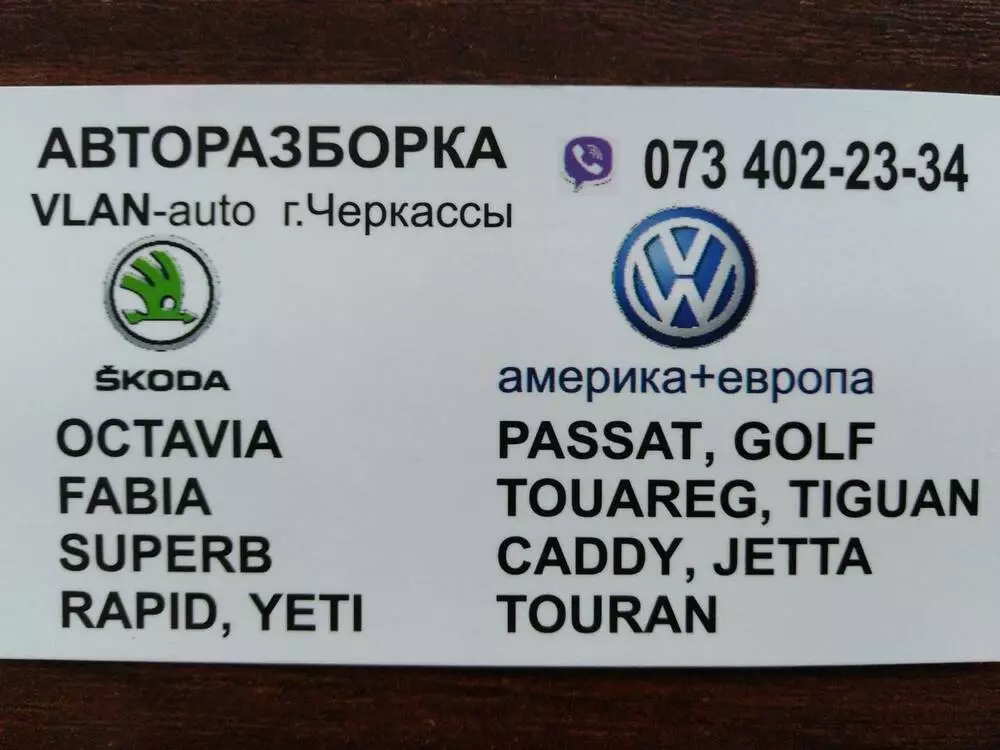 АВТОРАЗБОРКА
073 402-23-34
VLAN-auto г.Черкассы
ŠKODA
америка+европа
OCTAVIA
FABIA
SUPERB
RAPID, YETI
PASSAT, GOLF
TOUAREG, TIGUAN
CADDY, JETTA
TOURAN